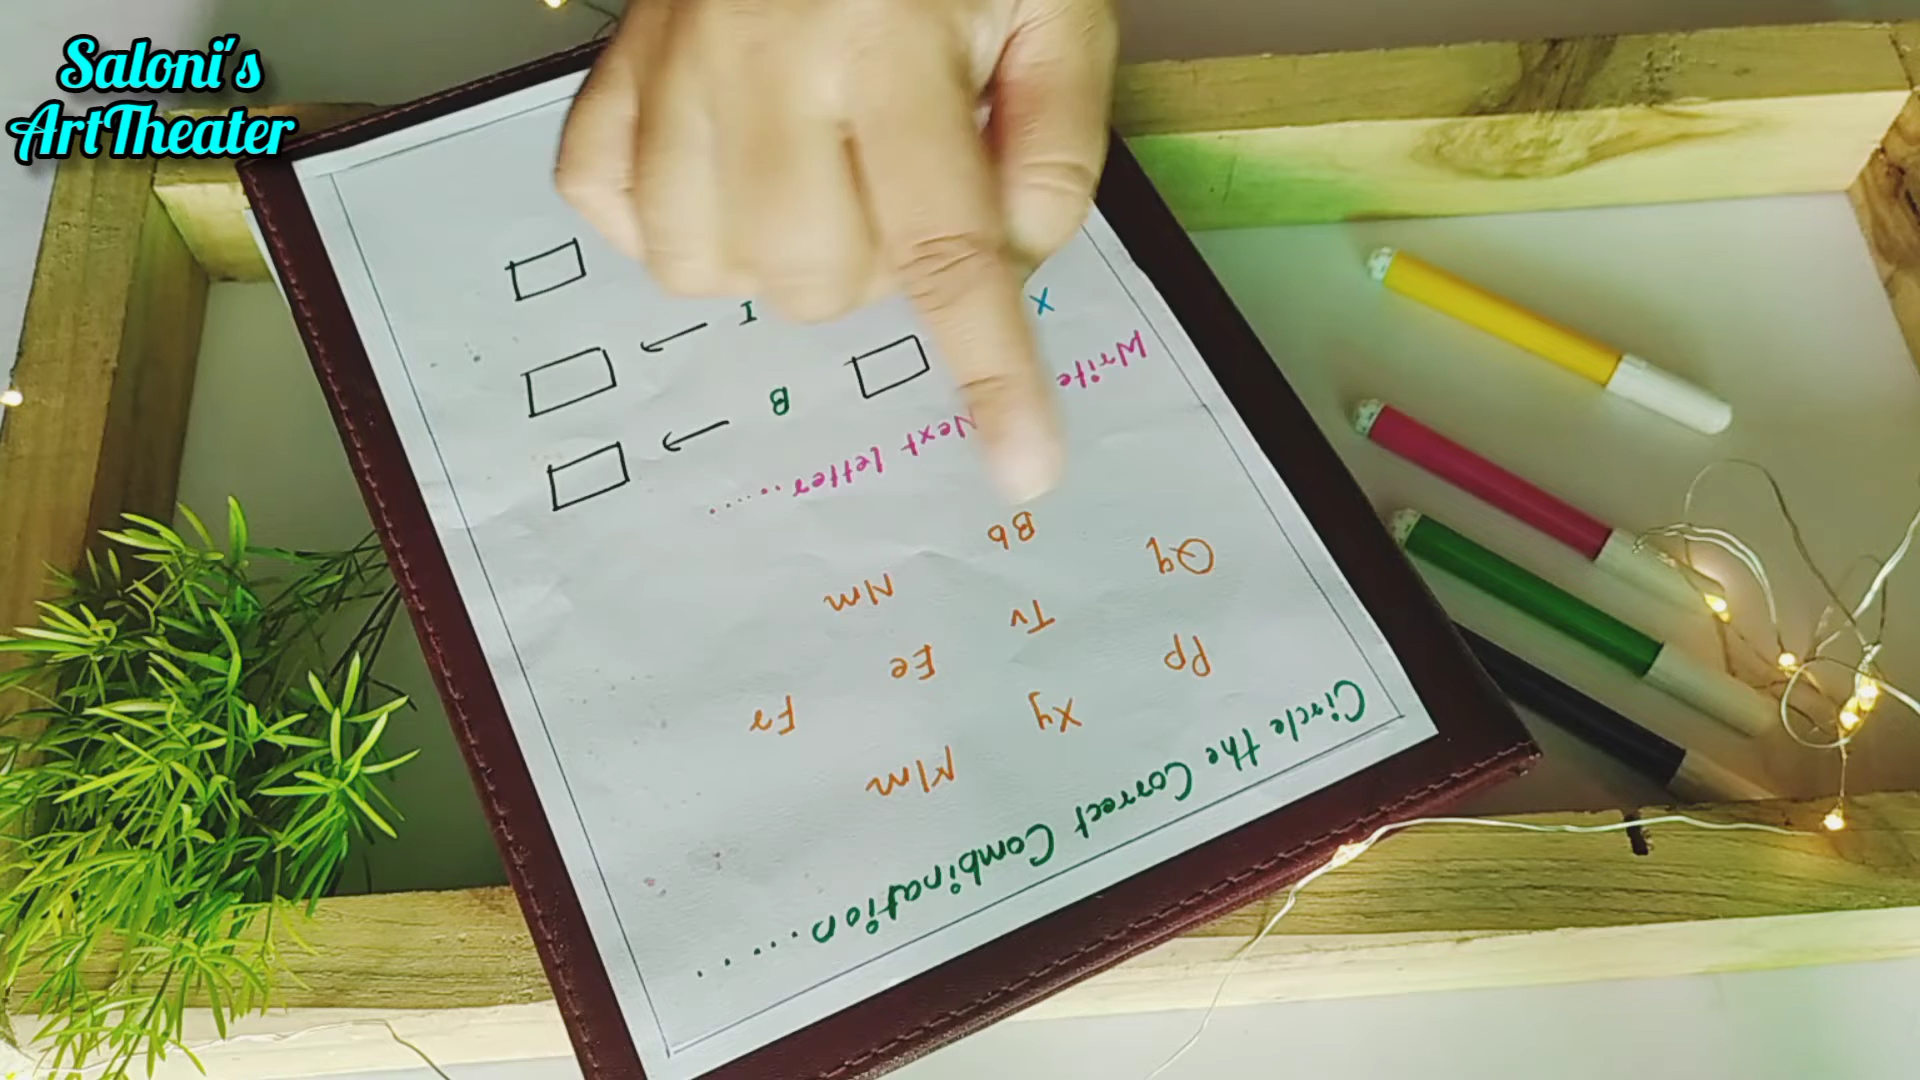 Saloni's
ArtTheater
Circle the Correct Combination.....
Pp Xy Mm
Qq Tv Ee Fr
Bb Nm
Write Next Letter......
X B
I